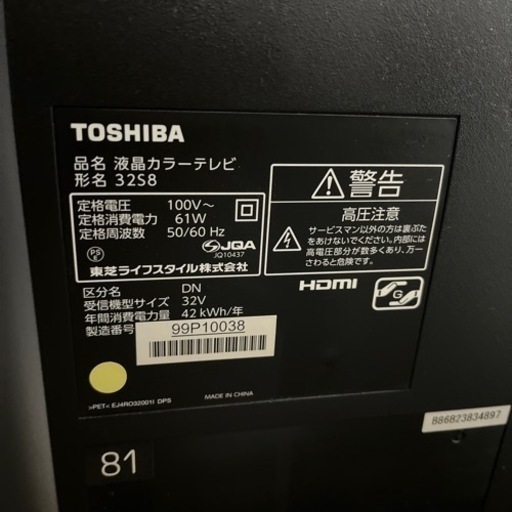 TOSHIBA
品名 液晶カラーテレビ
形名 32S8
定格電圧 100V～
定格消費電力 61W
定格周波数 50/60 Hz
PS
E
JQA
JQ10437
東芝ライフスタイル株式会社
警告
高圧注意
サービスマン以外の方は裏ぶた
をあけないでください。内部には
高電圧部分が数多くあり、万一
さわると危険です。
区分名 DN
受信機型サイズ 32V
年間消費電力量 42 kWh/年
製造番号 99P10038
HDMI
G
>PET< EJ4RO32001I DPS
MADE IN CHINA
B86823834897
81